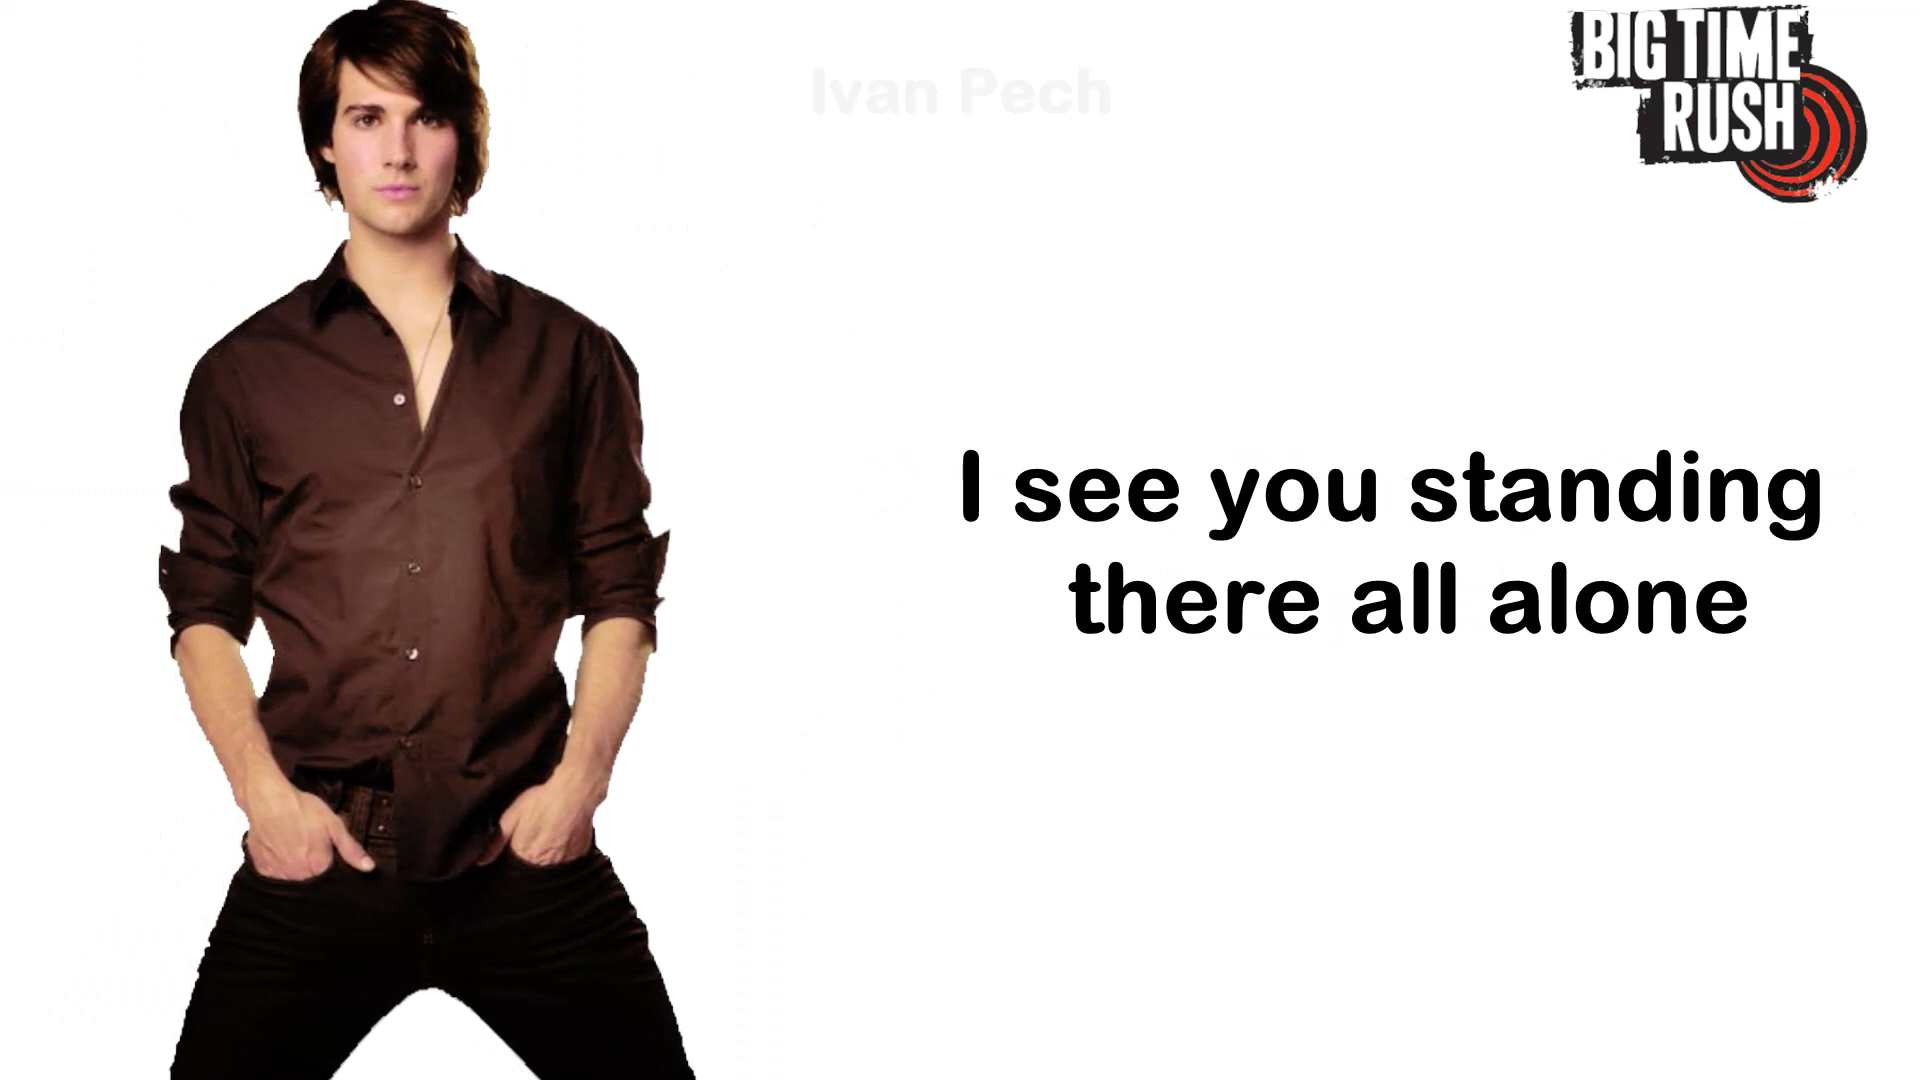 Ivan Pech
BIG TIME
RUSH
I see you standing
there all alone